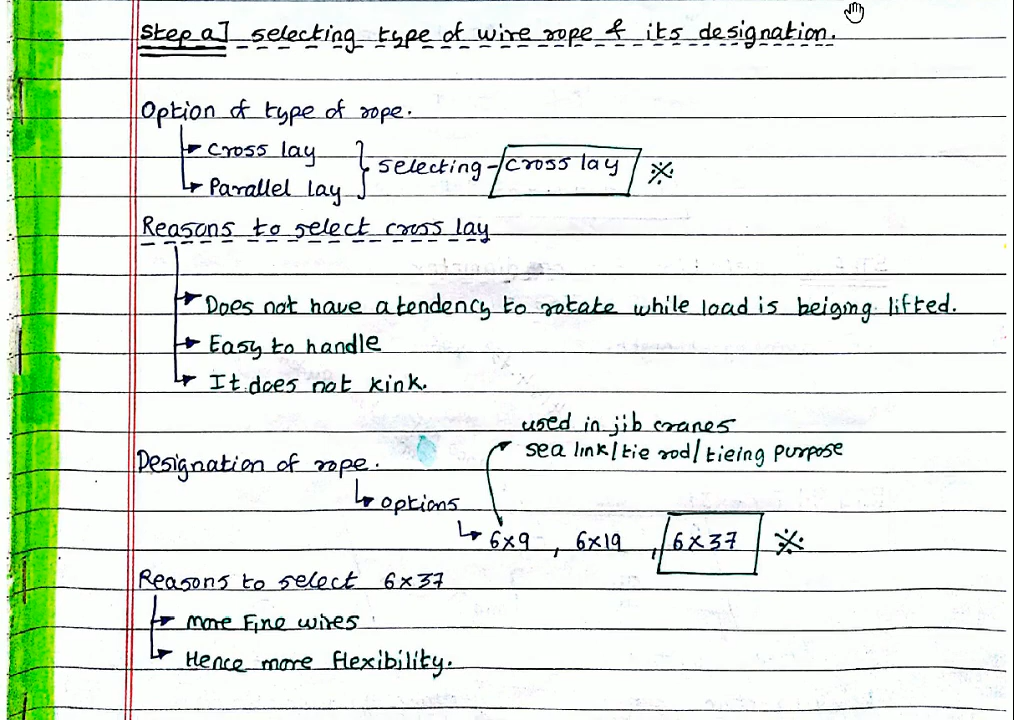 Step a] selecting type of wire rope & its designation.
Option of type of rope.
cross lay
Parallel lay
selecting - cross lay ※
Reasons to select cross lay
Does not have a tendency to rotate while load is beiging lifted.
Easy to handle
It does not kink.
used in jib cranes
sea link/tie rod/tieing purpose
Designation of rope.
options
6x9 , 6x19 , 6x37 ※
Reasons to select 6x37
more Fine wires
Hence more flexibility.